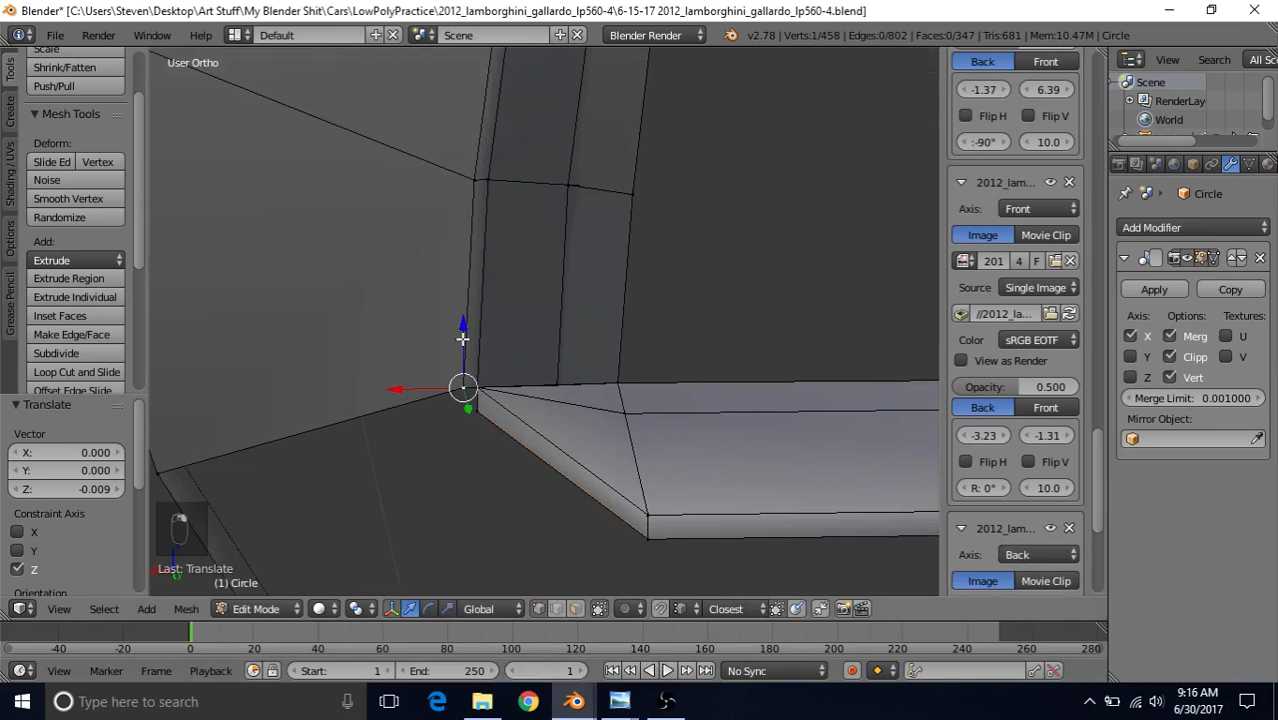 Blender* [C:\Users\Steven\Desktop\Art Stuff\My Blender Shit\Cars\LowPolyPractice\2012_lamborghini_gallardo_lp560-4\6-15-17 2012_lamborghini_gallardo_lp560-4.blend]
File Render Window Help Default Scene Blender Render v2.78 | Verts:1/458 | Edges:0/802 | Faces:0/347 | Tris:681 | Mem:10.47M | Circle
Scale
Shrink/Fatten
Push/Pull
Mesh Tools
Deform:
Slide Ed Vertex
Noise
Smooth Vertex
Randomize
Add:
Extrude
Extrude Region
Extrude Individual
Inset Faces
Make Edge/Face
Subdivide
Loop Cut and Slide
Offset Edge Slide
Tools
Create
Shading / UVs
Options
Grease Pencil
Translate
Vector
X: 0.000
Y: 0.000
Z: -0.009
Constraint Axis
X
Y
Z
Orientation
User Ortho
Last: Translate
(1) Circle
Back Front
-1.37 6.39
Flip H Flip V
:-90° 10.0
2012_lam...
Axis: Front
Image Movie Clip
201 4 F
Source Single Image
//2012_la...
Color sRGB EOTF
View as Render
Opacity: 0.500
Back Front
-3.23 -1.31
Flip H Flip V
R: 0° 10.0
2012_lam...
Axis: Back
Image Movie Clip
View Search All Sc
Scene
RenderLay
World
Circle
Add Modifier
Apply Copy
Axis: Options: Textures:
X Merg U
Y Clipp V
Z Vert
Merge Limit: 0.001000
Mirror Object:
View Select Add Mesh Edit Mode Global Closest
-40 -20 0 20 40 60 80 100 120 140 160 180 200 220 240 260 280
View Marker Frame Playback Start: 1 End: 250 1 No Sync
Type here to search
9:16 AM
6/30/2017